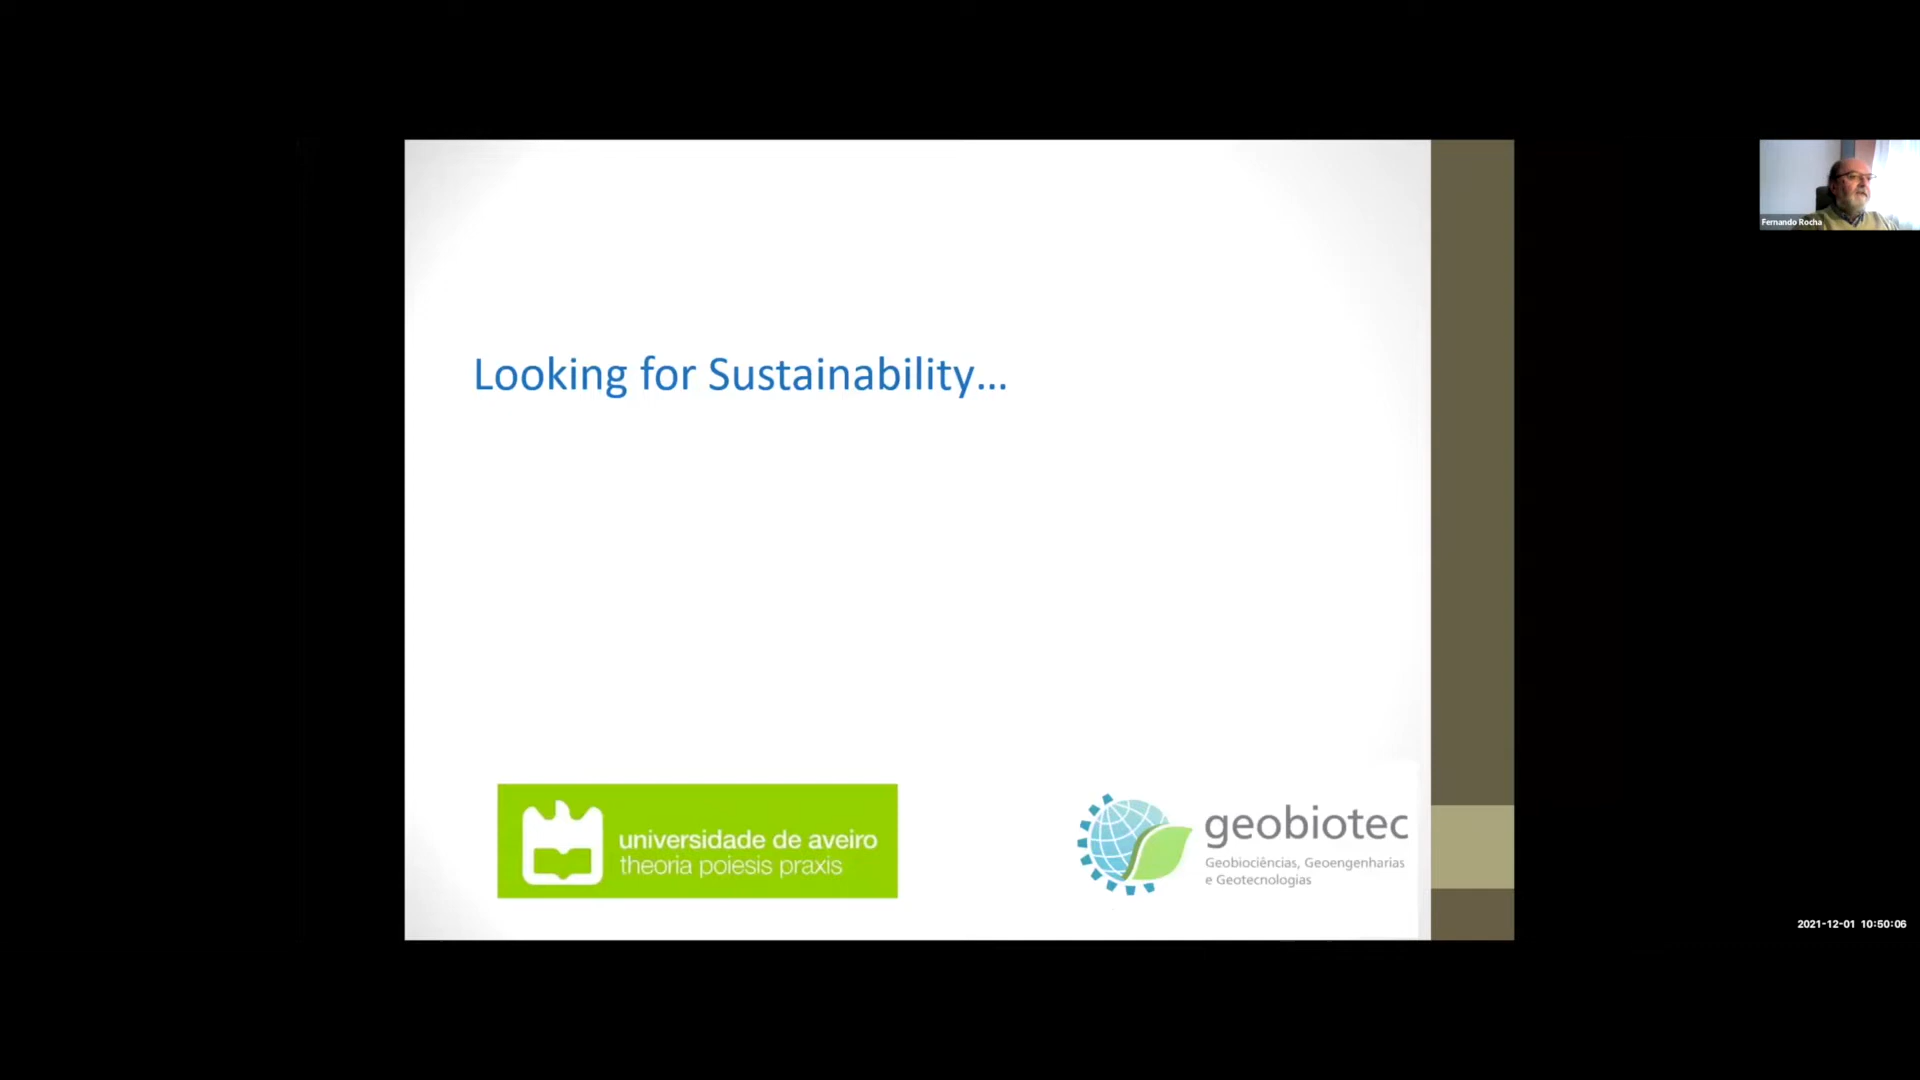 Looking for Sustainability...
universidade de aveiro
theoria poiesis praxis
geobiotec
Geobiociências, Geoengenharias
e Geotecnologias
Fernando Rocha
2021-12-01 10:50:06